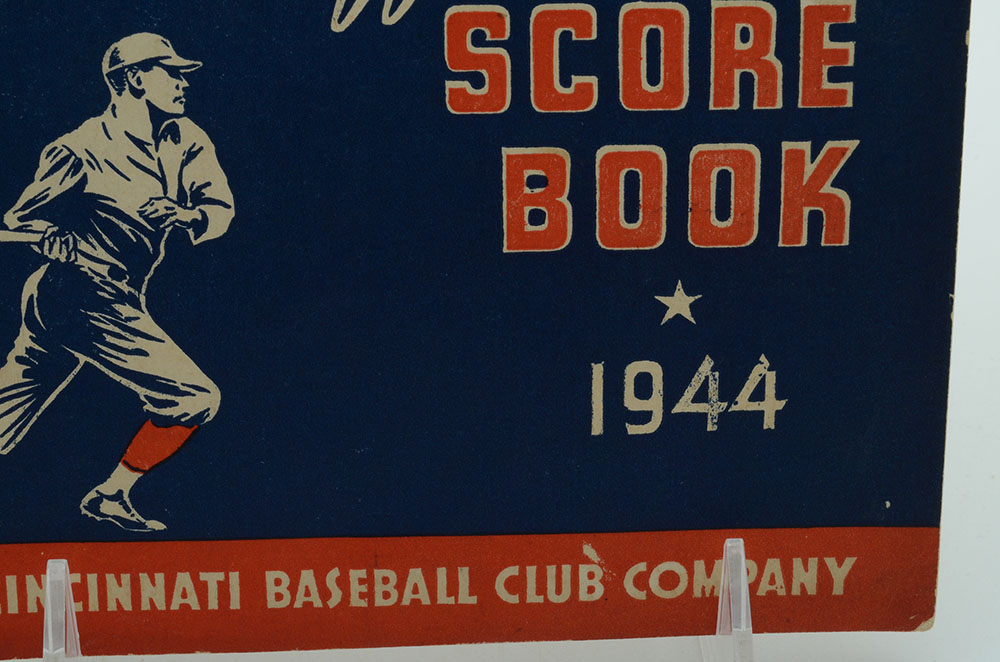 SCORE
BOOK
1944
CINCINNATI BASEBALL CLUB COMPANY